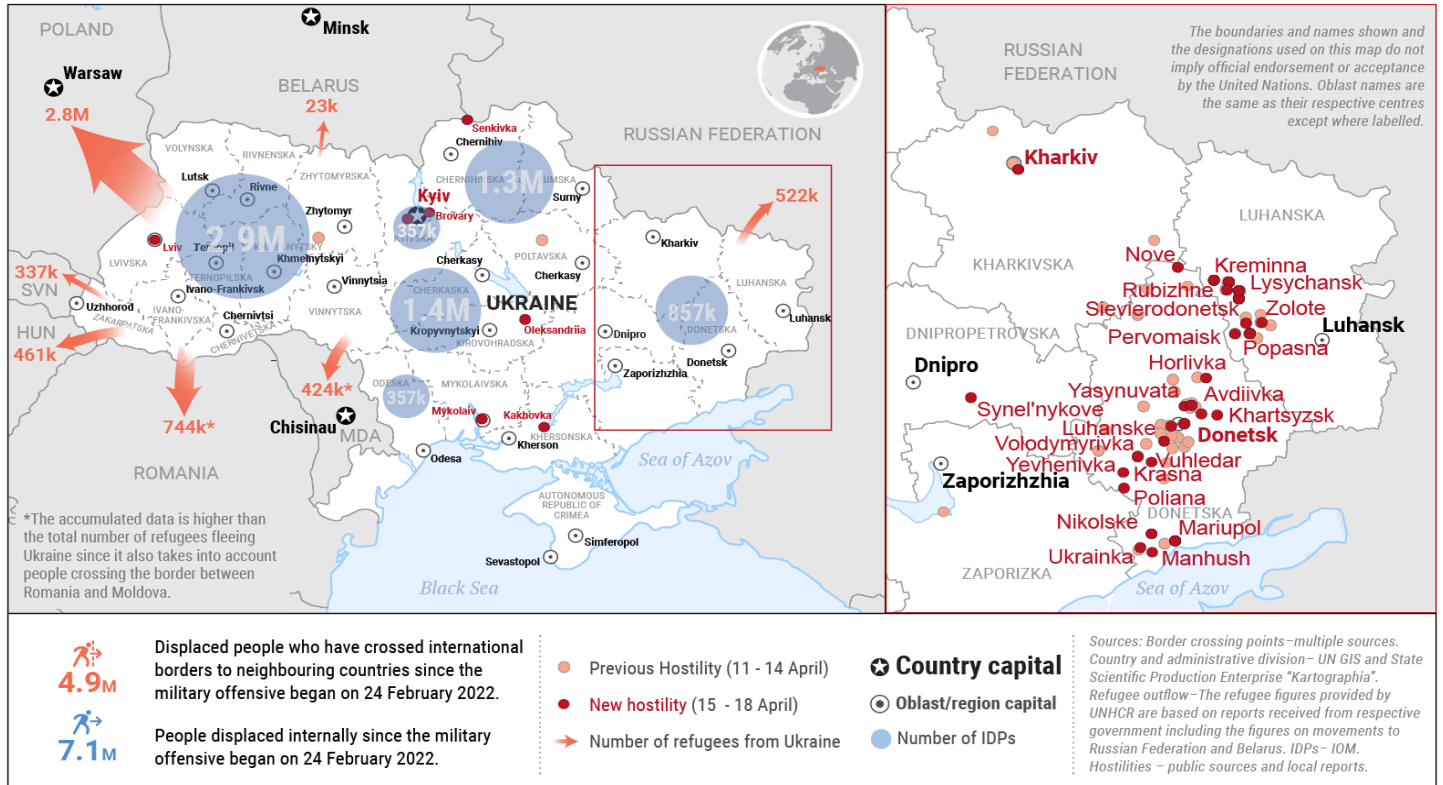 POLAND
Minsk
Warsaw
2.8M
BELARUS
23k
RUSSIAN FEDERATION
Senkivka
Chernihiv
VOLYNSKA
RIVNENSKA
ZHYTOMYRSKA
CHERNIHIVSKA
1.3M
SUMSKA
Sumy
Lutsk
Rivne
Kyiv
Brovary
357k
KYIVSKA
522k
Zhytomyr
2.9M
Lviv
Ternopil
KHMELNYTSKY
Khmelnytskyi
Kharkiv
POLTAVSKA
Cherkasy
Cherkasy
LVIVSKA
TERNOPILSKA
Vinnytsia
LUHANSKA
337k
SVN
Ivano-Frankivsk
CHERKASKA
UKRAINE
Uzhhorod
IVANO-
FRANKIVSKA
Chernivtsi
VINNYTSKA
1.4M
Kropyvnytskyi
Oleksandriia
857k
Luhansk
ZAKARPATSKA
CHERNIVETSKA
KIROVOHRADSKA
Dnipro
DONETSKA
HUN
461k
Donetsk
Zaporizhzhia
424k*
ODESKA
357k
MYKOLAIVSKA
744k*
Chisinau
MDA
Mykolaiv
Kakhovka
KHERSONSKA
Kherson
Odesa
ROMANIA
Sea of Azov
AUTONOMOUS
REPUBLIC OF
CRIMEA
Simferopol
Sevastopol
Black Sea
*The accumulated data is higher than
the total number of refugees fleeing
Ukraine since it also takes into account
people crossing the border between
Romania and Moldova.
The boundaries and names shown and
the designations used on this map do not
imply official endorsement or acceptance
by the United Nations. Oblast names are
the same as their respective centres
except where labelled.
RUSSIAN
FEDERATION
Kharkiv
LUHANSKA
KHARKIVSKA
Nove
Kreminna
Rubizhne
Lysychansk
Sievierodonetsk
Zolote
DNIPROPETROVSKA
Pervomaisk
Luhansk
Popasna
Dnipro
Horlivka
Yasynuvata
Avdiivka
Synel'nykove
Khartsyzsk
Luhanske
Donetsk
Volodymyrivka
Yevhenivka
Vuhledar
Zaporizhzhia
Krasna
Poliana
DONETSKA
Nikolske
Mariupol
Ukrainka
Manhush
ZAPORIZKA
Sea of Azov
4.9M
Displaced people who have crossed international
borders to neighbouring countries since the
military offensive began on 24 February 2022.
7.1M
People displaced internally since the military
offensive began on 24 February 2022.
Previous Hostility (11 - 14 April)
New hostility (15 - 18 April)
Number of refugees from Ukraine
Country capital
Oblast/region capital
Number of IDPs
Sources: Border crossing points–multiple sources.
Country and administrative division– UN GIS and State
Scientific Production Enterprise "Kartographia".
Refugee outflow–The refugee figures provided by
UNHCR are based on reports received from respective
government including the figures on movements to
Russian Federation and Belarus. IDPs– IOM.
Hostilities – public sources and local reports.